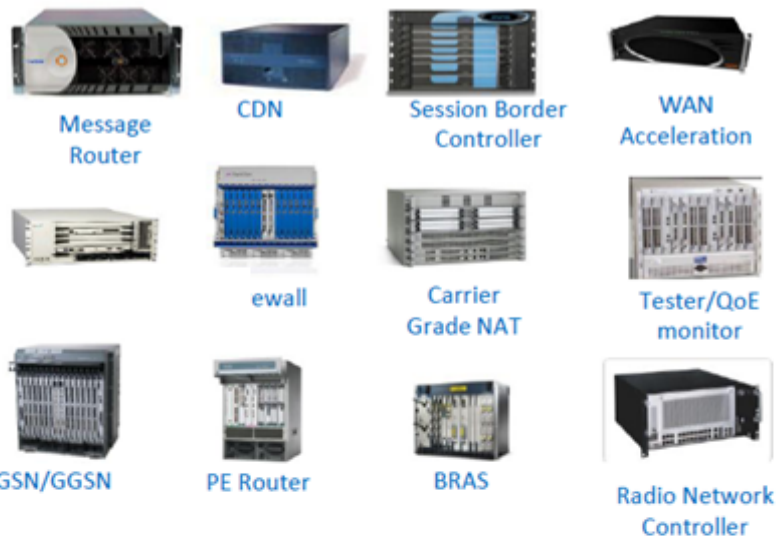 Message
Router
CDN
Session Border
Controller
WAN
Acceleration
ewall
Carrier
Grade NAT
Tester/QoE
monitor
GSN/GGSN
PE Router
BRAS
Radio Network
Controller